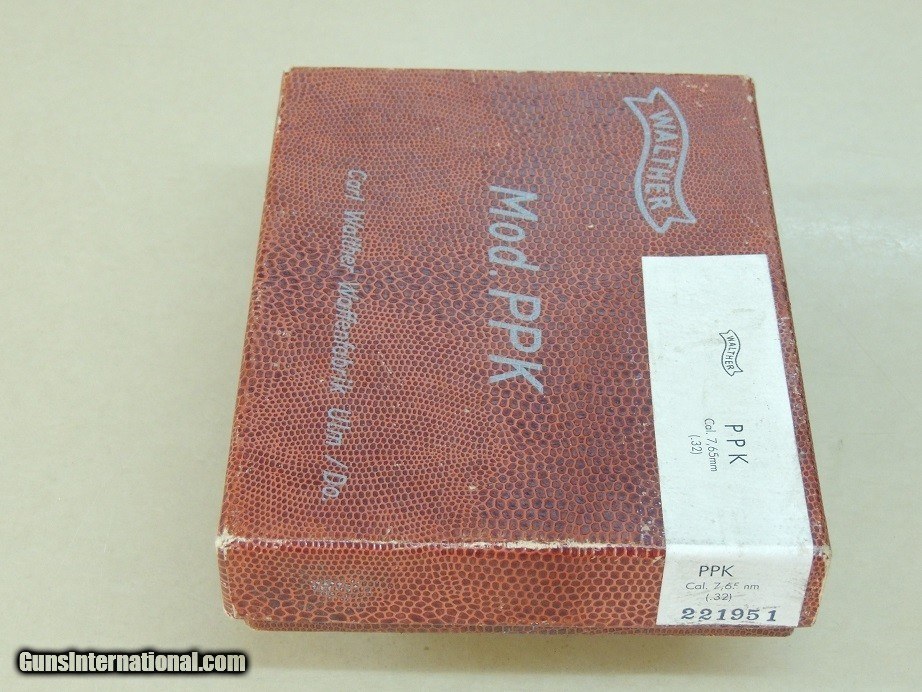 WALTHER
Mod. PPK
Carl Walther Waffenfabrik Ulm /Do.
WALTHER
PPK
Cal. 7,65mm
(.32)
PPK
Cal. 7,65 mm
(.32)
221951
GunsInternational.com